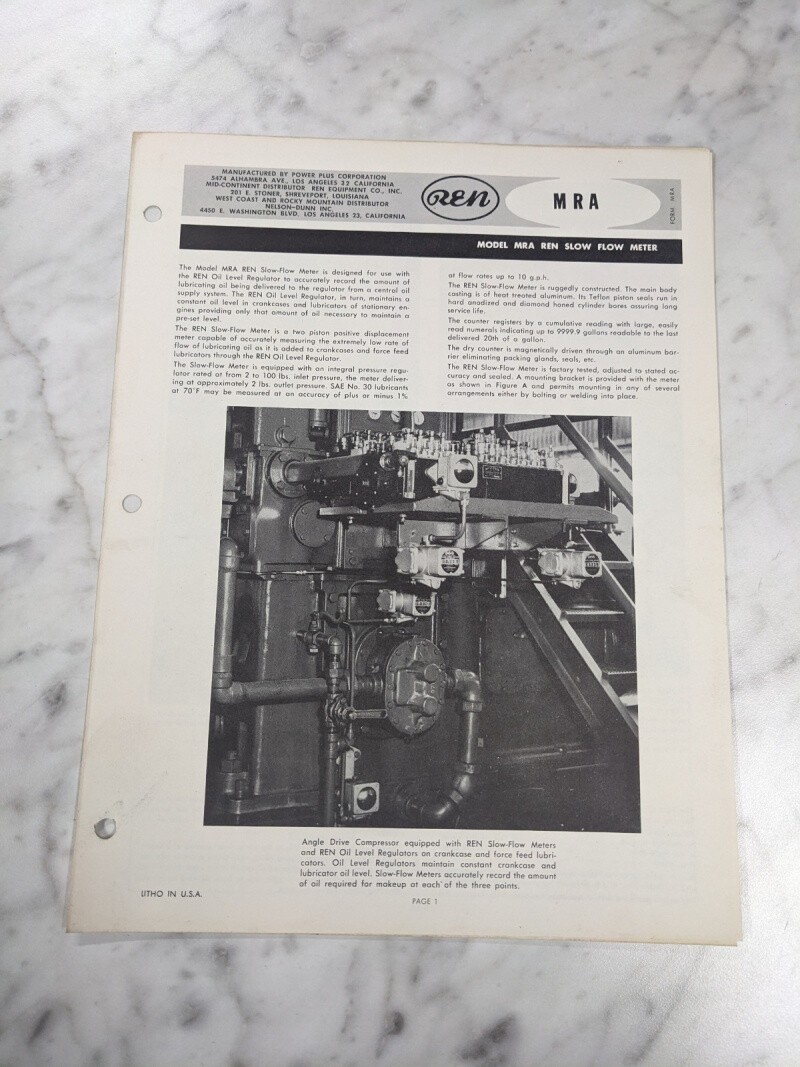 MANUFACTURED BY POWER PLUS CORPORATION
5474 ALHAMBRA AVE., LOS ANGELES 32 CALIFORNIA
MID-CONTINENT DISTRIBUTOR REN EQUIPMENT CO., INC.
201 E. STONER, SHREVEPORT, LOUISIANA
WEST COAST AND ROCKY MOUNTAIN DISTRIBUTOR
NELSON-DUNN INC.
4450 E. WASHINGTON BLVD. LOS ANGELES 23, CALIFORNIA
REN
MRA
FORM MRA
MODEL MRA REN SLOW FLOW METER
The Model MRA REN Slow-Flow Meter is designed for use with
the REN Oil Level Regulator to accurately record the amount of
lubricating oil being delivered to the regulator from a central oil
supply system. The REN Oil Level Regulator, in turn, maintains a
constant oil level in crankcases and lubricators of stationary en-
gines providing only that amount of oil necessary to maintain a
pre-set level.
The REN Slow-Flow Meter is a two piston positive displacement
meter capable of accurately measuring the extremely low rate of
flow of lubricating oil as it is added to crankcases and force feed
lubricators through the REN Oil Level Regulator.
The Slow-Flow Meter is equipped with an integral pressure regu-
lator rated at from 2 to 100 lbs. inlet pressure, the meter deliver-
ing at approximately 2 lbs. outlet pressure. SAE No. 30 lubricants
at 70°F may be measured at an accuracy of plus or minus 1%
at flow rates up to 10 g.p.h.
The REN Slow-Flow Meter is ruggedly constructed. The main body
casting is of heat treated aluminum. Its Teflon piston seals run in
hard anodized and diamond honed cylinder bores assuring long
service life.
The counter registers by a cumulative reading with large, easily
read numerals indicating up to 9999.9 gallons readable to the last
delivered 20th of a gallon.
The dry counter is magnetically driven through an aluminum bar-
rier eliminating packing glands, seals, etc.
The REN Slow-Flow Meter is factory tested, adjusted to stated ac-
curacy and sealed. A mounting bracket is provided with the meter
as shown in Figure A and permits mounting in any of several
arrangements either by bolting or welding into place.
Angle Drive Compressor equipped with REN Slow-Flow Meters
and REN Oil Level Regulators on crankcase and force feed lubri-
cators. Oil Level Regulators maintain constant crankcase and
lubricator oil level. Slow-Flow Meters accurately record the amount
of oil required for makeup at each of the three points.
LITHO IN U.S.A.
PAGE 1